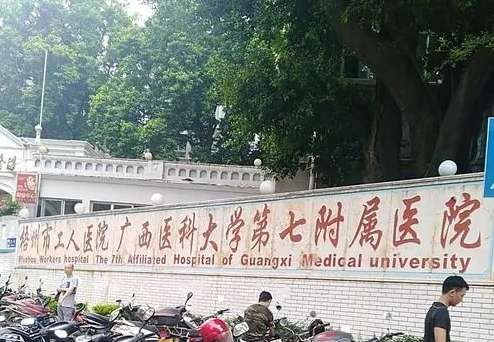 梧州市工人医院 广西医科大学第七附属医院
Wuzhou Workers hospital The 7th Affiliated Hospital of Guangxi Medical university